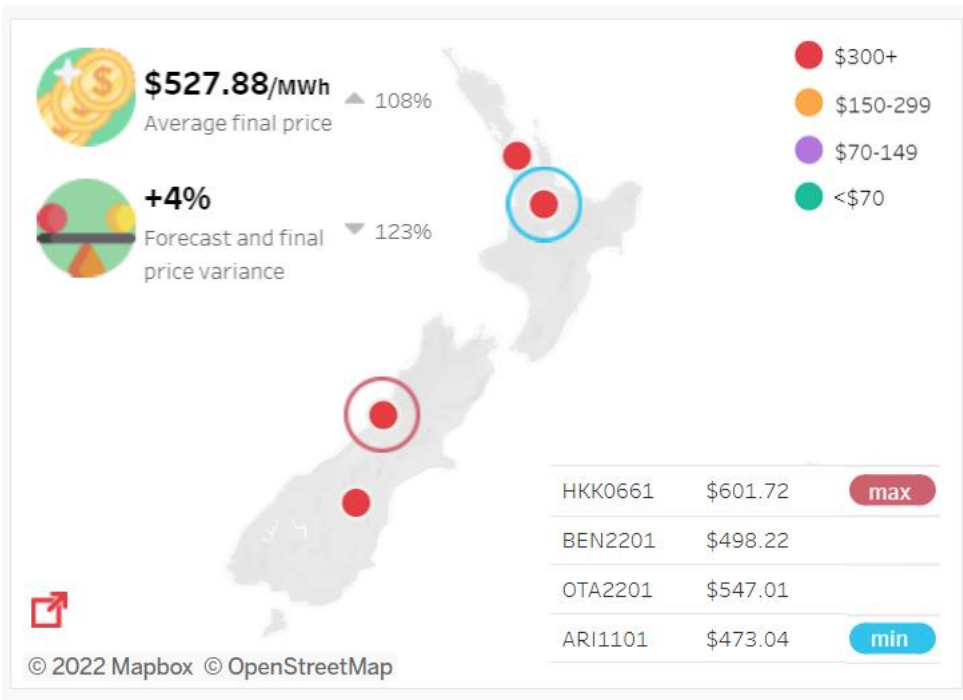 $527.88/MWh
108%
Average final price
+4%
Forecast and final
price variance
123%
$300+
$150-299
$70-149
<$70
HKK0661 $601.72 max
BEN2201 $498.22
OTA2201 $547.01
ARI1101 $473.04 min
© 2022 Mapbox © OpenStreetMap